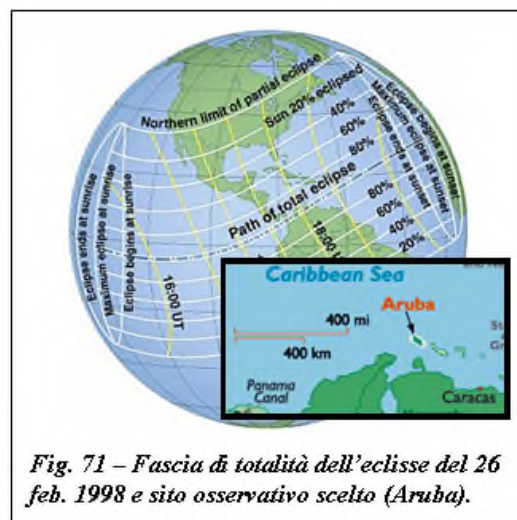 Northern limit of partial eclipse
Sun 20% eclipsed
40%
60%
80%
Path of total eclipse
80%
60%
40%
20%
Eclipse ends at sunrise
Maximum eclipse at sunrise
Eclipse begins at sunrise
16:00 UT
18:00 UT
Eclipse begins at sunset
Maximum eclipse at sunset
Eclipse ends at sunset
Caribbean Sea
Aruba
400 mi
400 km
Panama
Canal
Caracas
Fig. 71 – Fascia di totalità dell'eclisse del 26
feb. 1998 e sito osservativo scelto (Aruba).